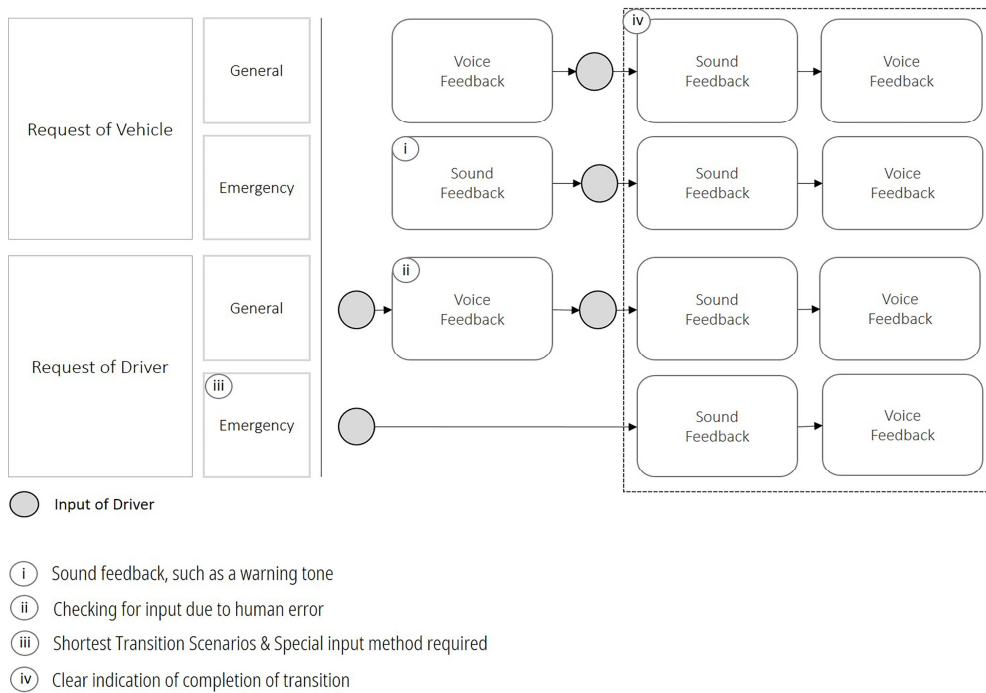 Request of Vehicle
General
Voice
Feedback
iv
Sound
Feedback
Voice
Feedback
Emergency
i
Sound
Feedback
Sound
Feedback
Voice
Feedback
Request of Driver
General
ii
Voice
Feedback
Sound
Feedback
Voice
Feedback
iii
Emergency
Sound
Feedback
Voice
Feedback
Input of Driver
i Sound feedback, such as a warning tone
ii Checking for input due to human error
iii Shortest Transition Scenarios & Special input method required
iv Clear indication of completion of transition